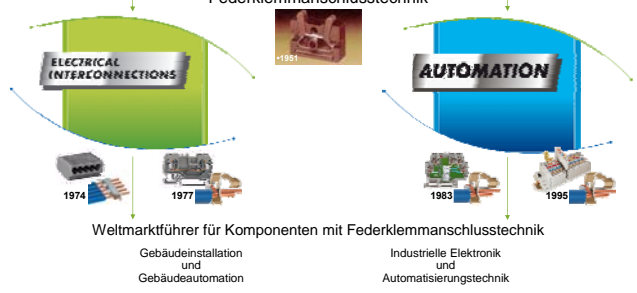 Federklemmanschlusstechnik
•1951
ELECTRICAL
INTERCONNECTIONS
AUTOMATION
1974
1977
1983
1995
Weltmarktführer für Komponenten mit Federklemmanschlusstechnik
Gebäudeinstallation
und
Gebäudeautomation
Industrielle Elektronik
und
Automatisierungstechnik